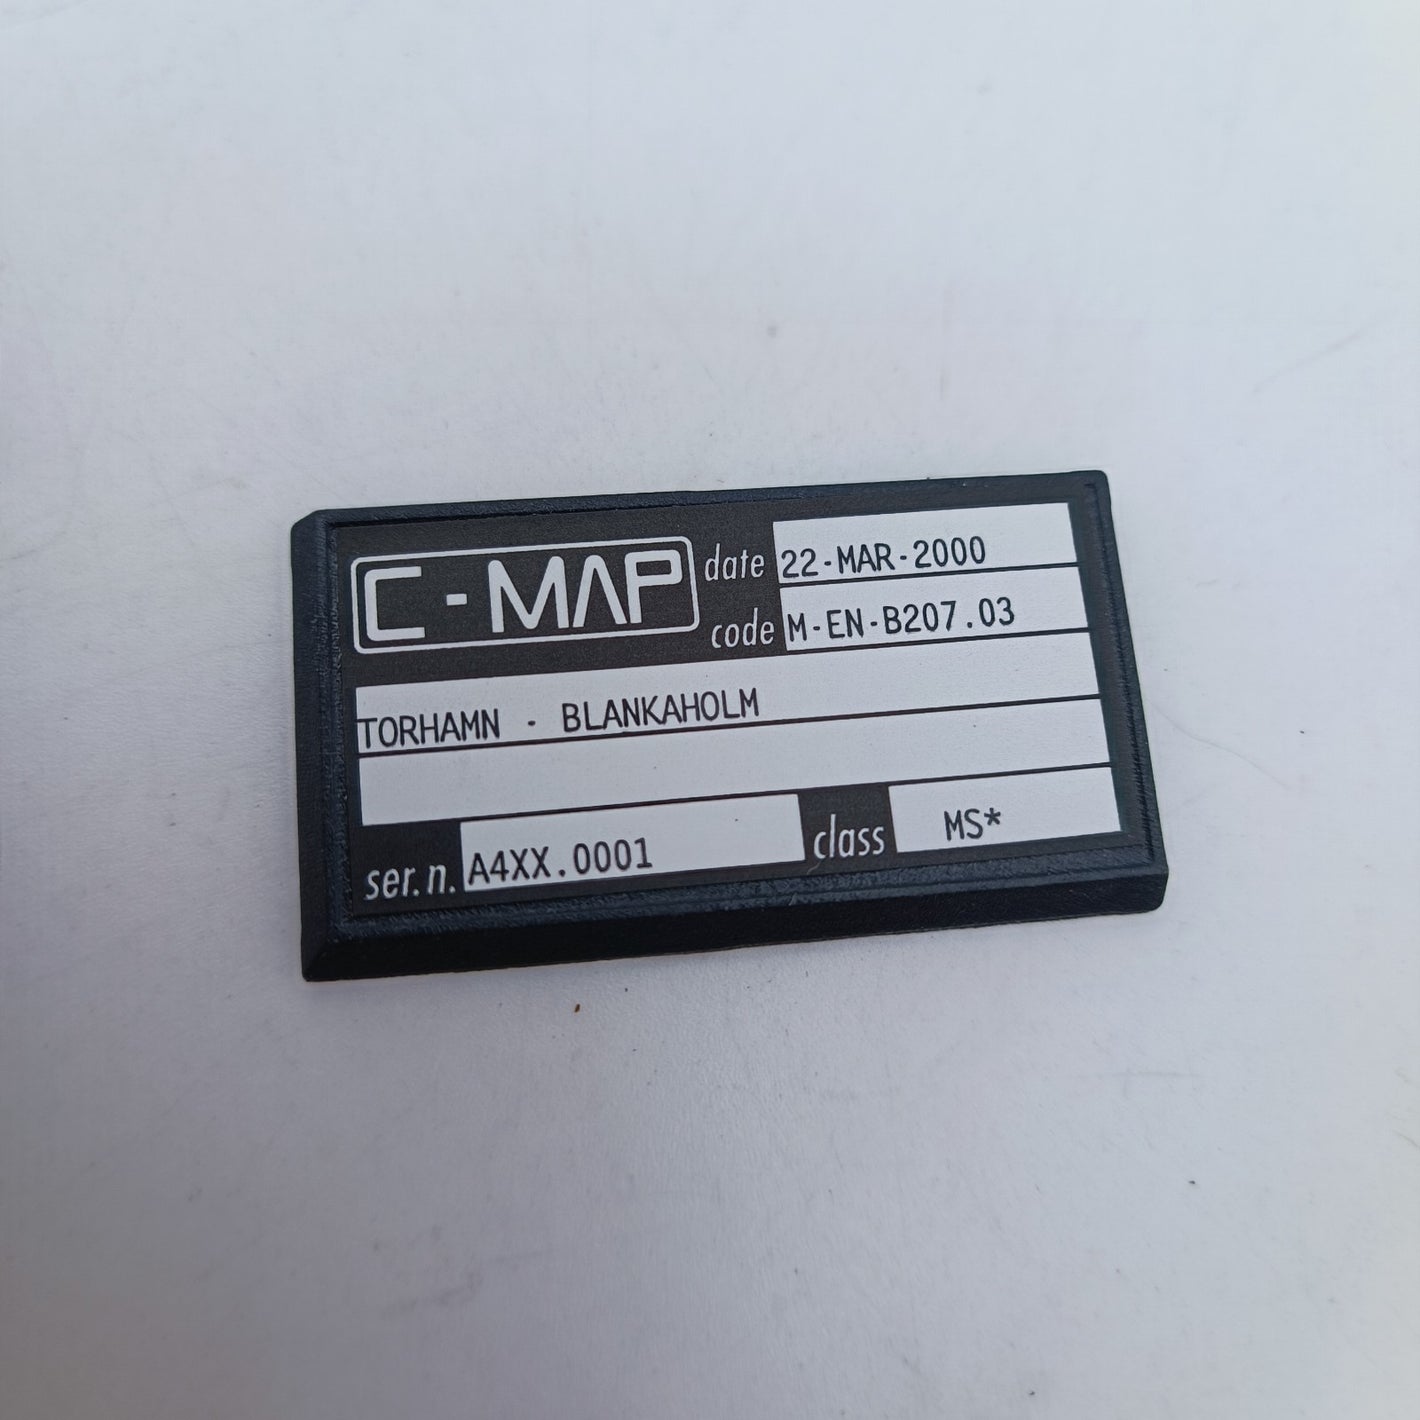 C-MAP date 22-MAR-2000
code M-EN-B207.03
TORHAMN - BLANKAHOLM
ser.n. A4XX.0001 class MS*